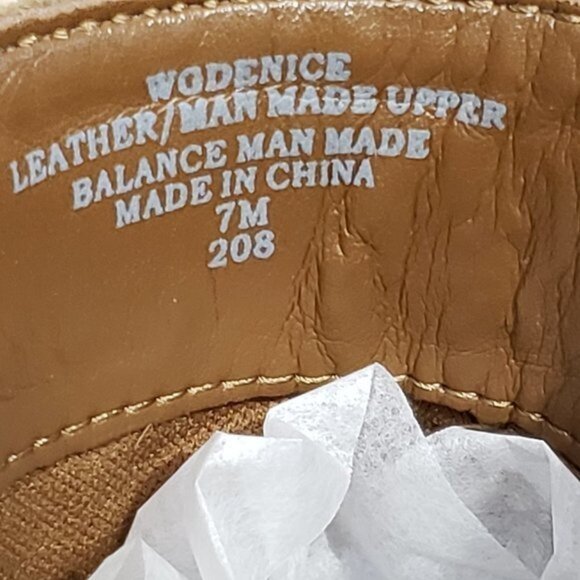 WODENICE
LEATHER/MAN MADE UPPER
BALANCE MAN MADE
MADE IN CHINA
7M
208